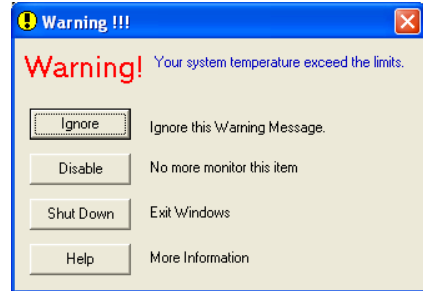 Warning !!!
Warning! Your system temperature exceed the limits.
Ignore Ignore this Warning Message.
Disable No more monitor this item
Shut Down Exit Windows
Help More Information